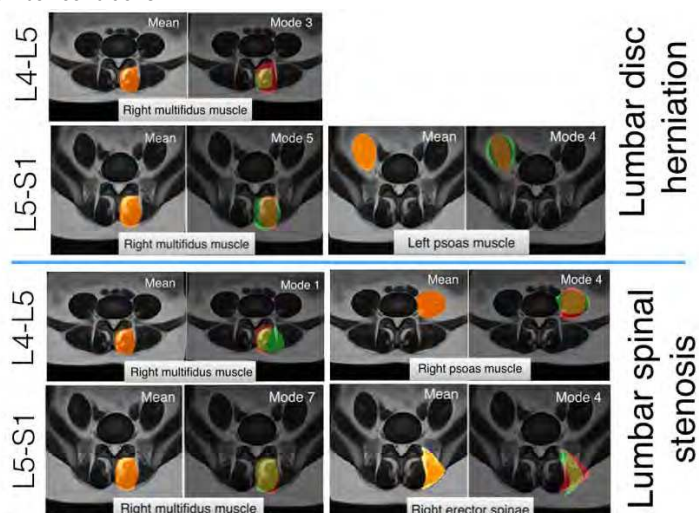 L4-L5
Mean
Mode 3
Right multifidus muscle
L5-S1
Mean
Mode 5
Right multifidus muscle
Mean
Mode 4
Left psoas muscle
Lumbar disc
herniation
L4-L5
Mean
Mode 1
Right multifidus muscle
Mean
Mode 4
Right psoas muscle
L5-S1
Mean
Mode 7
Right multifidus muscle
Mean
Mode 4
Right erector spinae
Lumbar spinal
stenosis